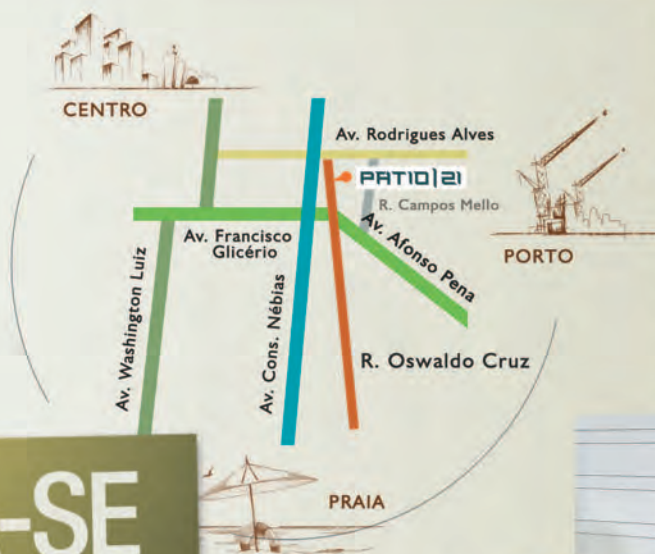 CENTRO
Av. Rodrigues Alves
PATIO|21
R. Campos Mello
Av. Francisco
Glicério
Av. Afonso Pena
PORTO
Av. Washington Luiz
Av. Cons. Nébias
R. Oswaldo Cruz
-SE
PRAIA